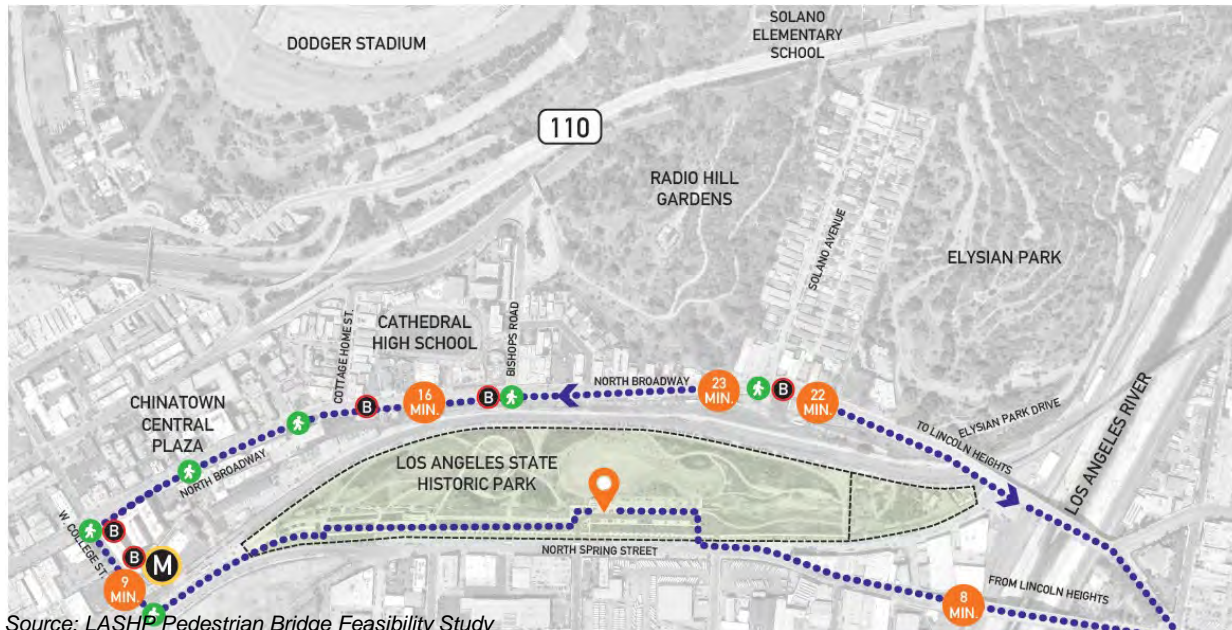 SOLANO
ELEMENTARY
SCHOOL
DODGER STADIUM
110
RADIO HILL
GARDENS
SOLANO AVENUE
ELYSIAN PARK
COTTAGE HOME ST.
CATHEDRAL
HIGH SCHOOL
BISHOPS ROAD
NORTH BROADWAY
23
MIN.
B
22
MIN.
16
MIN.
B
B
CHINATOWN
CENTRAL
PLAZA
NORTH BROADWAY
TO LINCOLN HEIGHTS
ELYSIAN PARK DRIVE
LOS ANGELES RIVER
LOS ANGELES STATE
HISTORIC PARK
W. COLLEGE ST.
B
B
M
NORTH SPRING STREET
9
MIN.
8
MIN.
FROM LINCOLN HEIGHTS
Source: LASHP Pedestrian Bridge Feasibility Study